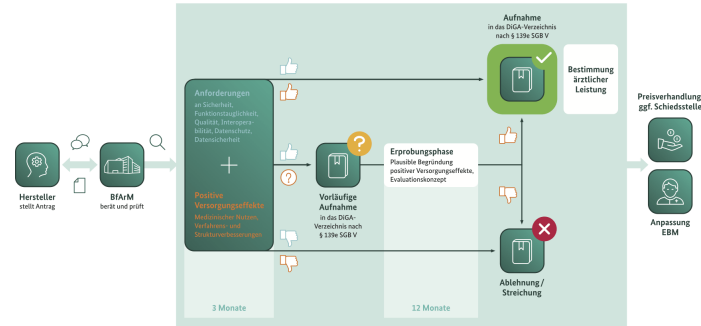 Aufnahme
in das DiGA-Verzeichnis
nach § 139e SGB V
Bestimmung
ärztlicher
Leistung
Anforderungen
an Sicherheit,
Funktionstauglichkeit,
Qualität, Interopera-
bilität, Datenschutz,
Datensicherheit
+
Positive
Versorgungseffekte
Medizinischer Nutzen,
Verfahrens- und
Strukturverbesserungen
Hersteller
stellt Antrag
BfArM
berät und prüft
?
?
Vorläufige
Aufnahme
in das DiGA-
Verzeichnis nach
§ 139e SGB V
Erprobungsphase
Plausible Begründung
positiver Versorgungseffekte,
Evaluationskonzept
Ablehnung /
Streichung
Preisverhandlung
ggf. Schiedsstelle
Anpassung
EBM
3 Monate
12 Monate